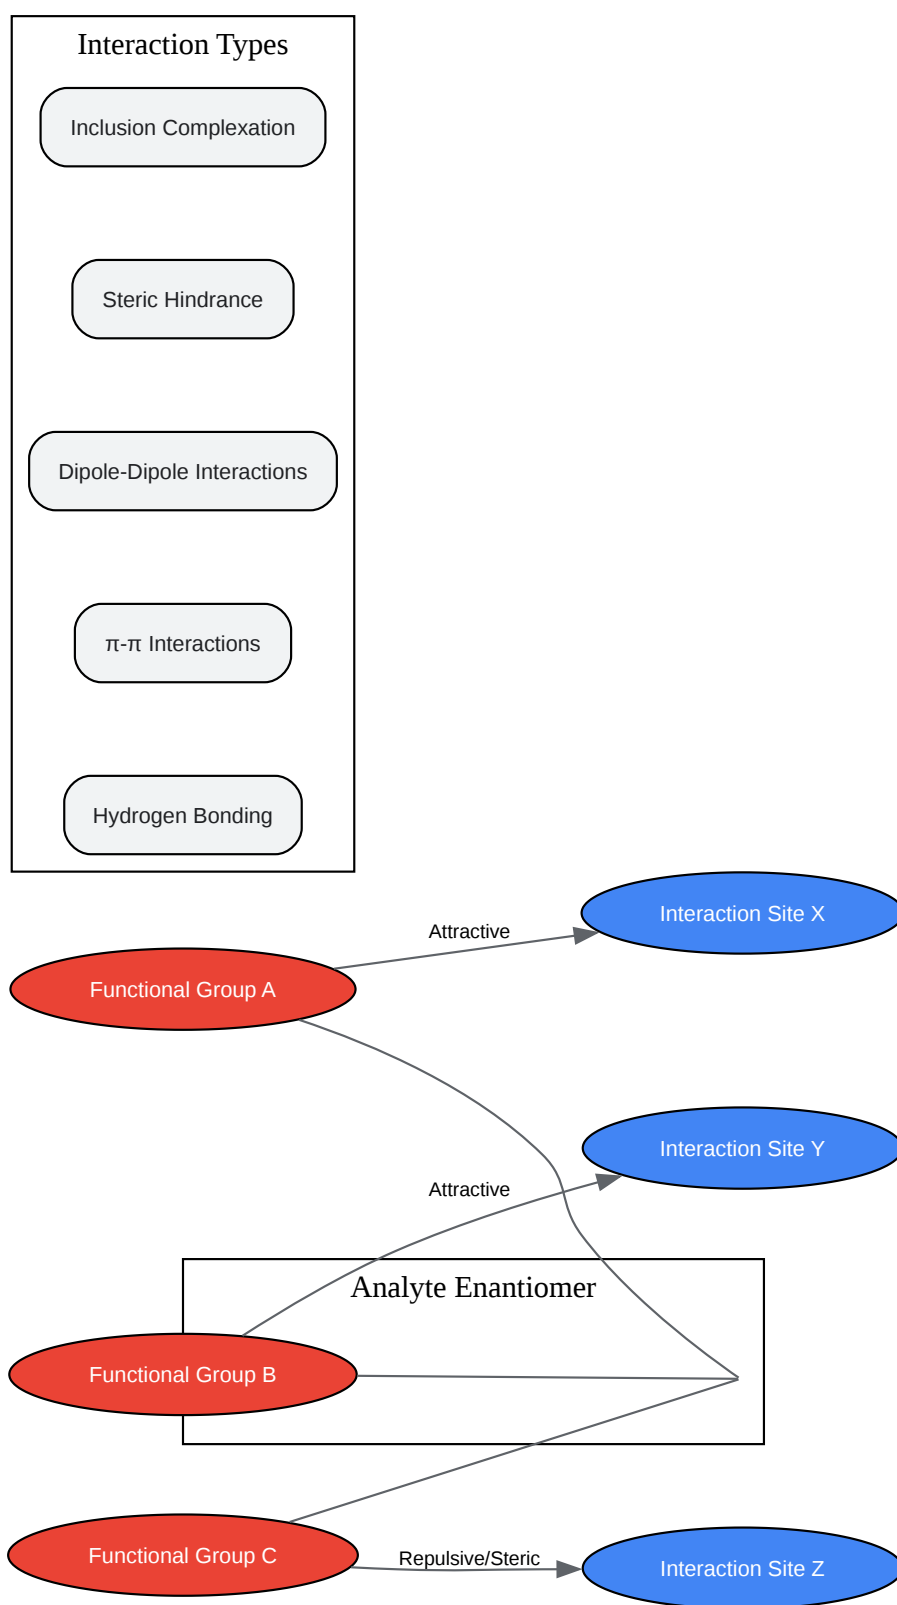 Interaction Types
Inclusion Complexation
Steric Hindrance
Dipole-Dipole Interactions
π-π Interactions
Hydrogen Bonding
Interaction Site X
Attractive
Functional Group A
Interaction Site Y
Attractive
Analyte Enantiomer
Functional Group B
Functional Group C
Repulsive/Steric
Interaction Site Z